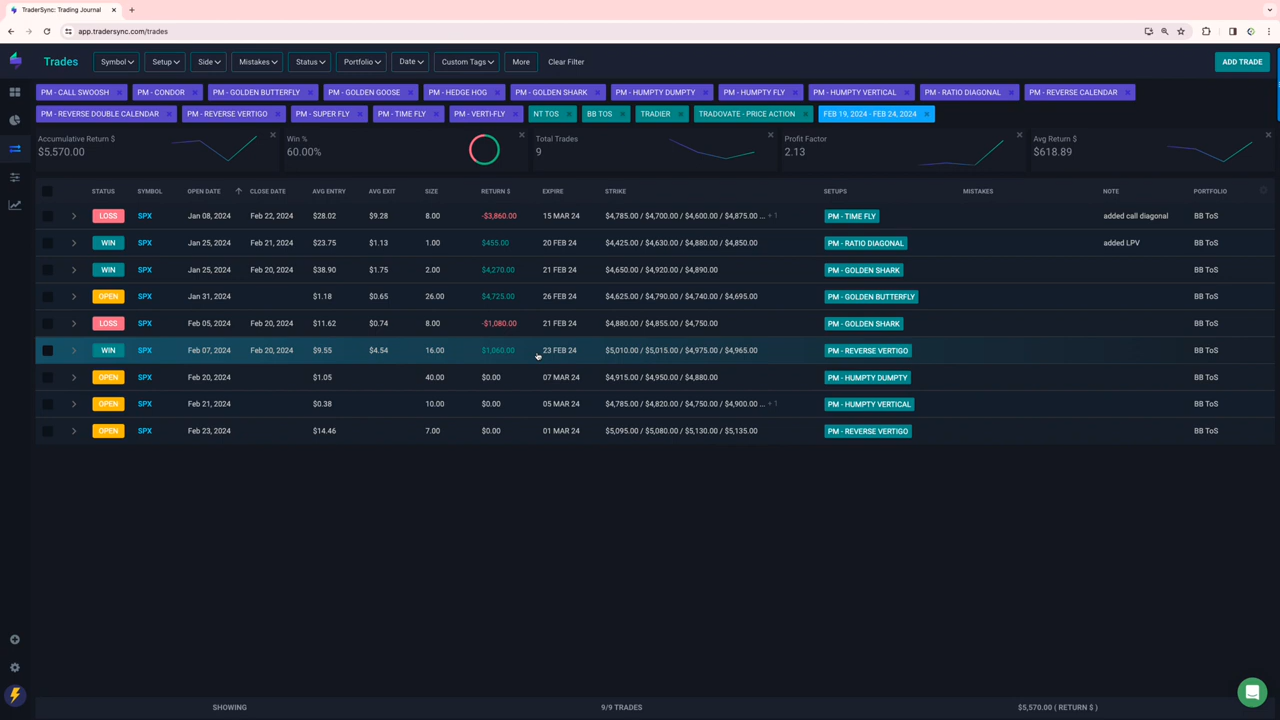 TraderSync: Trading Journal
app.tradersync.com/trades
Trades Symbol Setup Side Mistakes Status Portfolio Date Custom Tags More Clear Filter ADD TRADE
PM - CALL SWOOSH PM - CONDOR PM - GOLDEN BUTTERFLY PM - GOLDEN GOOSE PM - HEDGE HOG PM - GOLDEN SHARK PM - HUMPTY DUMPTY PM - HUMPTY FLY PM - HUMPTY VERTICAL PM - RATIO DIAGONAL PM - REVERSE CALENDAR
PM - REVERSE DOUBLE CALENDAR PM - REVERSE VERTIGO PM - SUPER FLY PM - TIME FLY PM - VERTI-FLY NT TOS BB TOS TRADIER TRADOVATE - PRICE ACTION FEB 19, 2024 - FEB 24, 2024
Accumulative Return $ Win % Total Trades Profit Factor Avg Return $
$5,570.00 60.00% 9 2.13 $618.89
STATUS SYMBOL OPEN DATE CLOSE DATE AVG ENTRY AVG EXIT SIZE RETURN $ EXPIRE STRIKE SETUPS MISTAKES NOTE PORTFOLIO
LOSS SPX Jan 08, 2024 Feb 22, 2024 $28.02 $9.28 8.00 -$3,860.00 15 MAR 24 $4,785.00 / $4,700.00 / $4,600.00 / $4,875.00 ... + 1 PM - TIME FLY added call diagonal BB ToS
WIN SPX Jan 25, 2024 Feb 21, 2024 $23.75 $1.13 1.00 $455.00 20 FEB 24 $4,425.00 / $4,630.00 / $4,880.00 / $4,850.00 PM - RATIO DIAGONAL added LPV BB ToS
WIN SPX Jan 25, 2024 Feb 20, 2024 $38.90 $1.75 2.00 $4,270.00 21 FEB 24 $4,650.00 / $4,920.00 / $4,890.00 PM - GOLDEN SHARK BB ToS
OPEN SPX Jan 31, 2024 $1.18 $0.65 26.00 $4,725.00 26 FEB 24 $4,625.00 / $4,790.00 / $4,740.00 / $4,695.00 PM - GOLDEN BUTTERFLY BB ToS
LOSS SPX Feb 05, 2024 Feb 20, 2024 $11.62 $0.74 8.00 -$1,080.00 21 FEB 24 $4,880.00 / $4,855.00 / $4,750.00 PM - GOLDEN SHARK BB ToS
WIN SPX Feb 07, 2024 Feb 20, 2024 $9.55 $4.54 16.00 $1,060.00 23 FEB 24 $5,010.00 / $5,015.00 / $4,975.00 / $4,965.00 PM - REVERSE VERTIGO BB ToS
OPEN SPX Feb 20, 2024 $1.05 40.00 $0.00 07 MAR 24 $4,915.00 / $4,950.00 / $4,880.00 PM - HUMPTY DUMPTY BB ToS
OPEN SPX Feb 21, 2024 $0.38 10.00 $0.00 05 MAR 24 $4,785.00 / $4,820.00 / $4,750.00 / $4,900.00 ... + 1 PM - HUMPTY VERTICAL BB ToS
OPEN SPX Feb 23, 2024 $14.46 7.00 $0.00 01 MAR 24 $5,095.00 / $5,080.00 / $5,130.00 / $5,135.00 PM - REVERSE VERTIGO BB ToS
SHOWING 9/9 TRADES $5,570.00 ( RETURN $ )